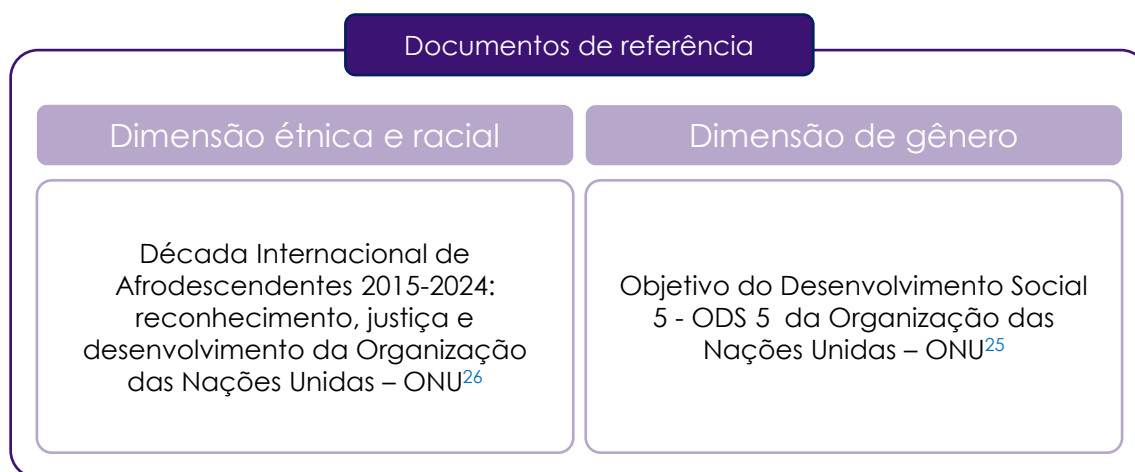 Documentos de referência
Dimensão étnica e racial
Década Internacional de
Afrodescendentes 2015-2024:
reconhecimento, justiça e
desenvolvimento da Organização
das Nações Unidas – ONU26
Dimensão de gênero
Objetivo do Desenvolvimento Social
5 - ODS 5 da Organização das
Nações Unidas – ONU25